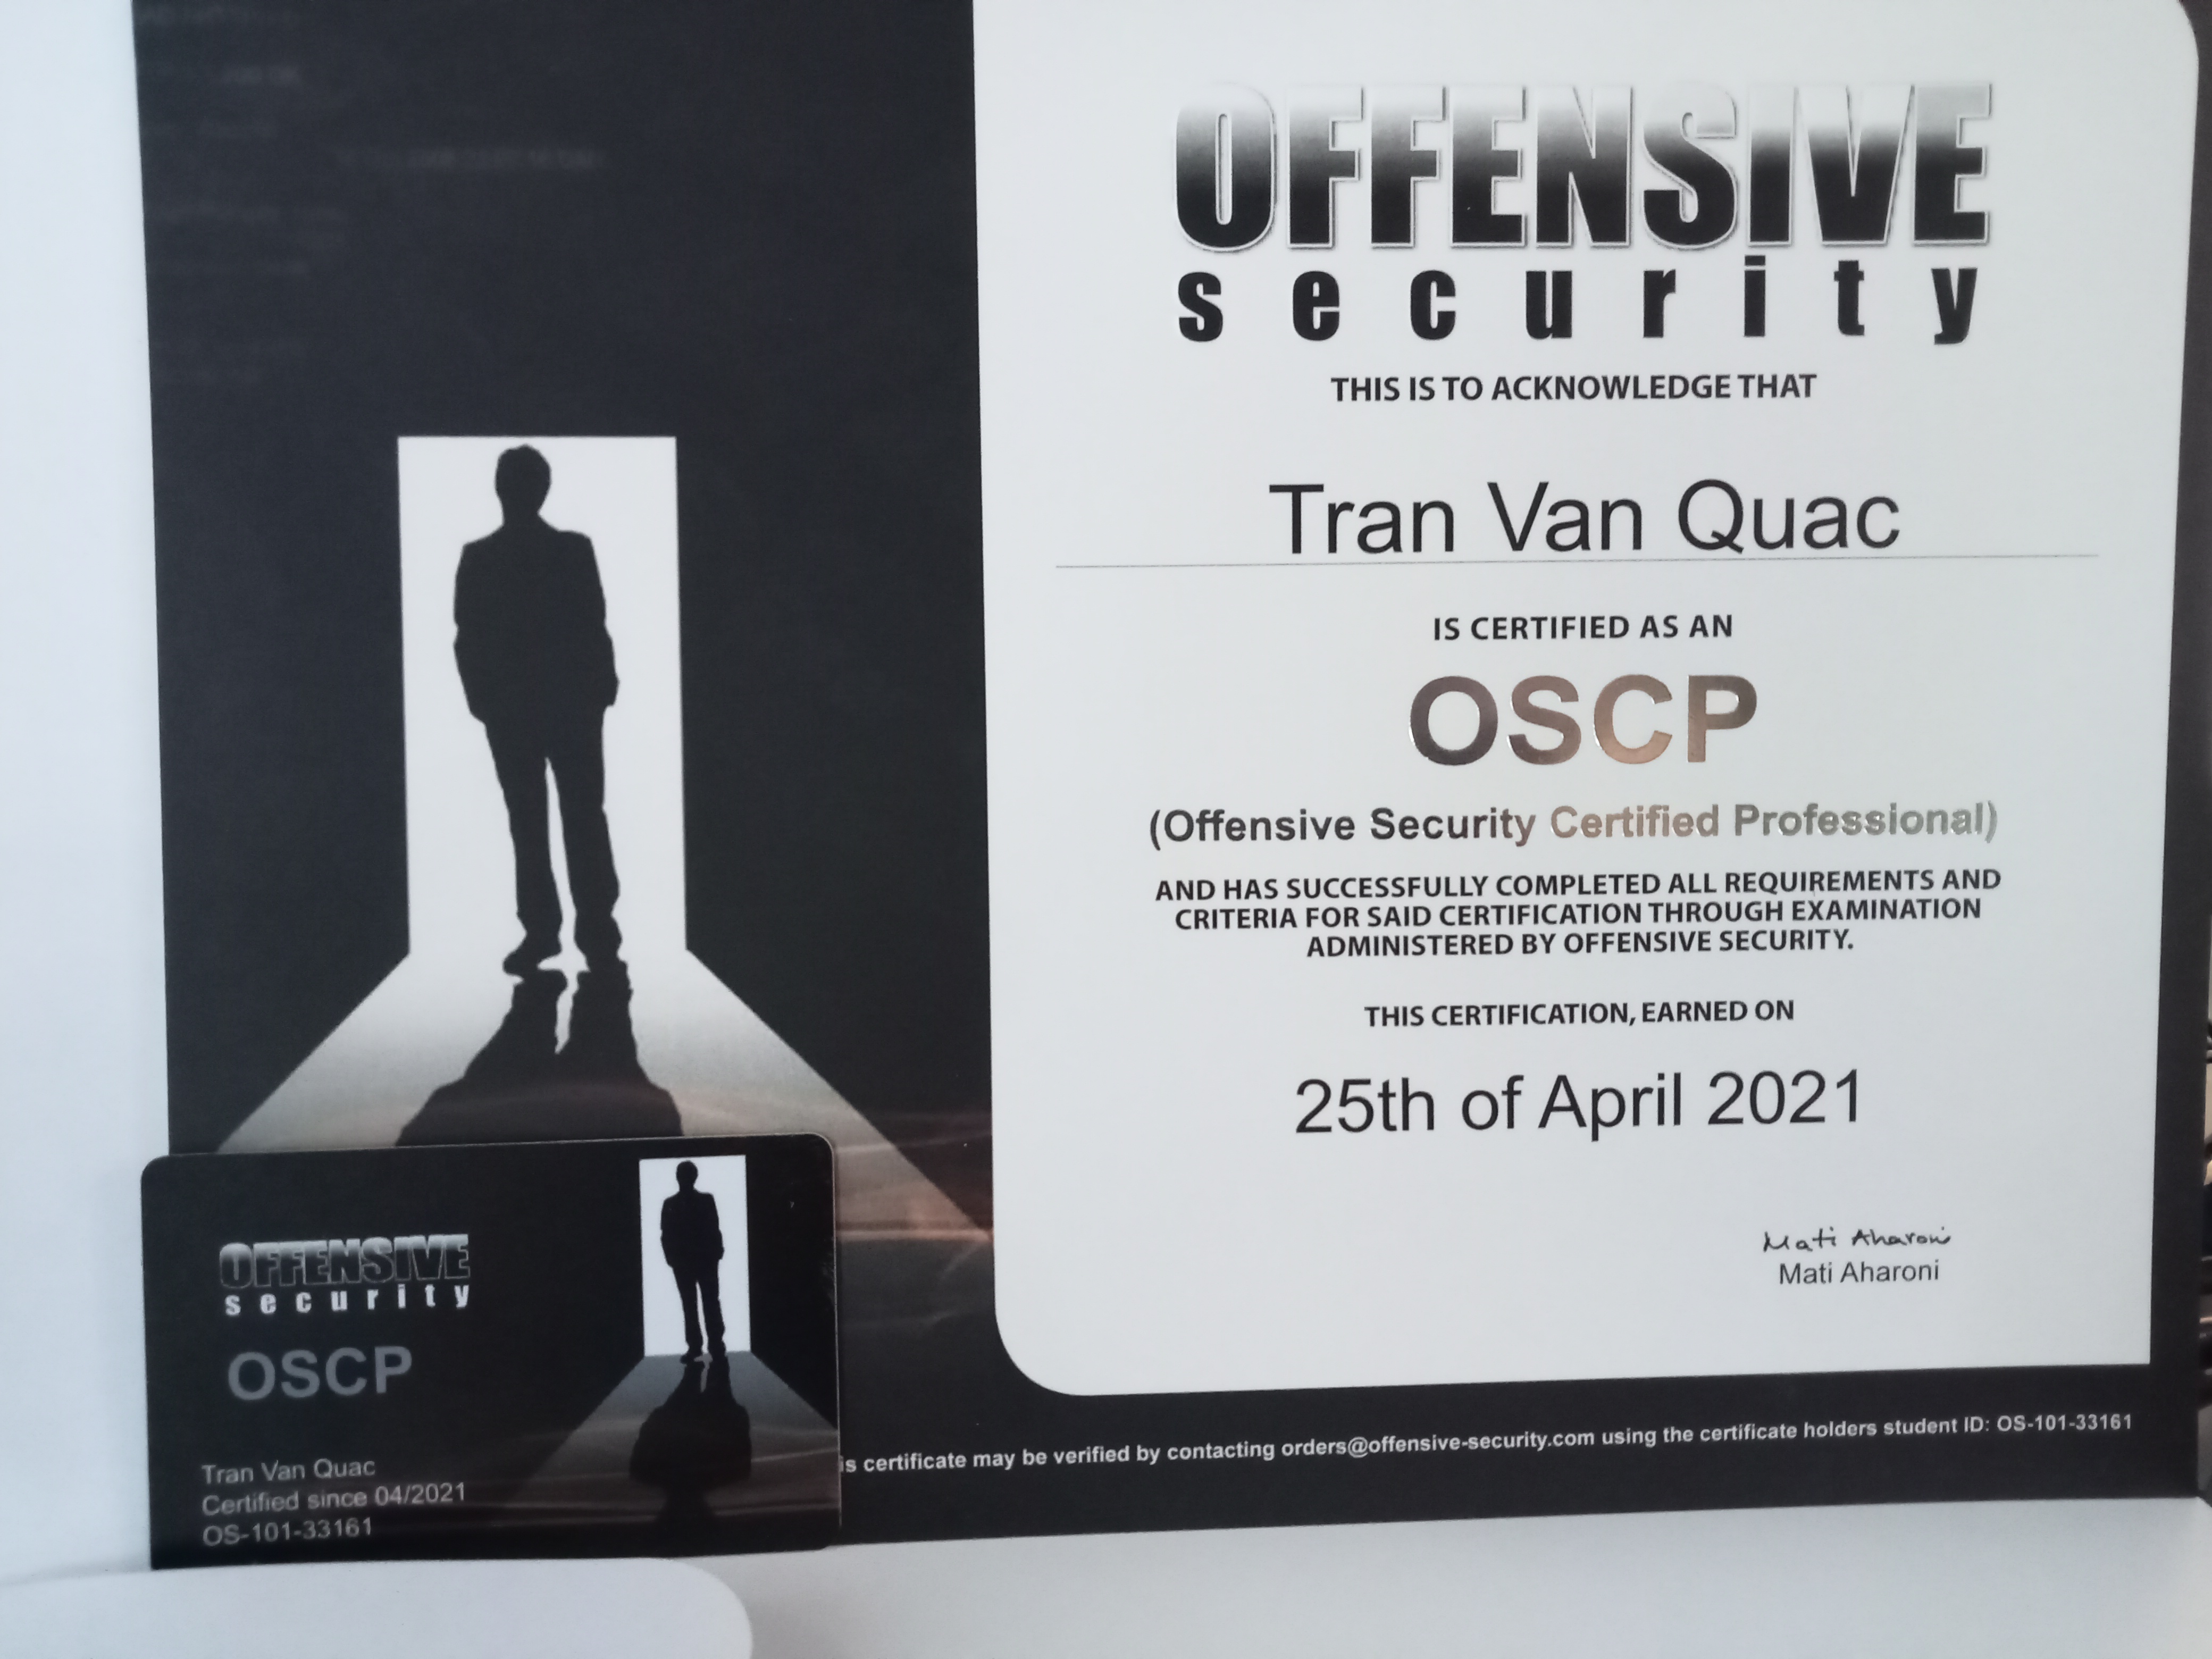 OFFENSIVE
security
THIS IS TO ACKNOWLEDGE THAT
Tran Van Quac
IS CERTIFIED AS AN
OSCP
(Offensive Security Certified Professional)
AND HAS SUCCESSFULLY COMPLETED ALL REQUIREMENTS AND
CRITERIA FOR SAID CERTIFICATION THROUGH EXAMINATION
ADMINISTERED BY OFFENSIVE SECURITY.
THIS CERTIFICATION, EARNED ON
25th of April 2021
Mati Aharoni
Mati Aharoni
is certificate may be verified by contacting orders@offensive-security.com using the certificate holders student ID: OS-101-33161
OFFENSIVE
security
OSCP
Tran Van Quac
Certified since 04/2021
OS-101-33161